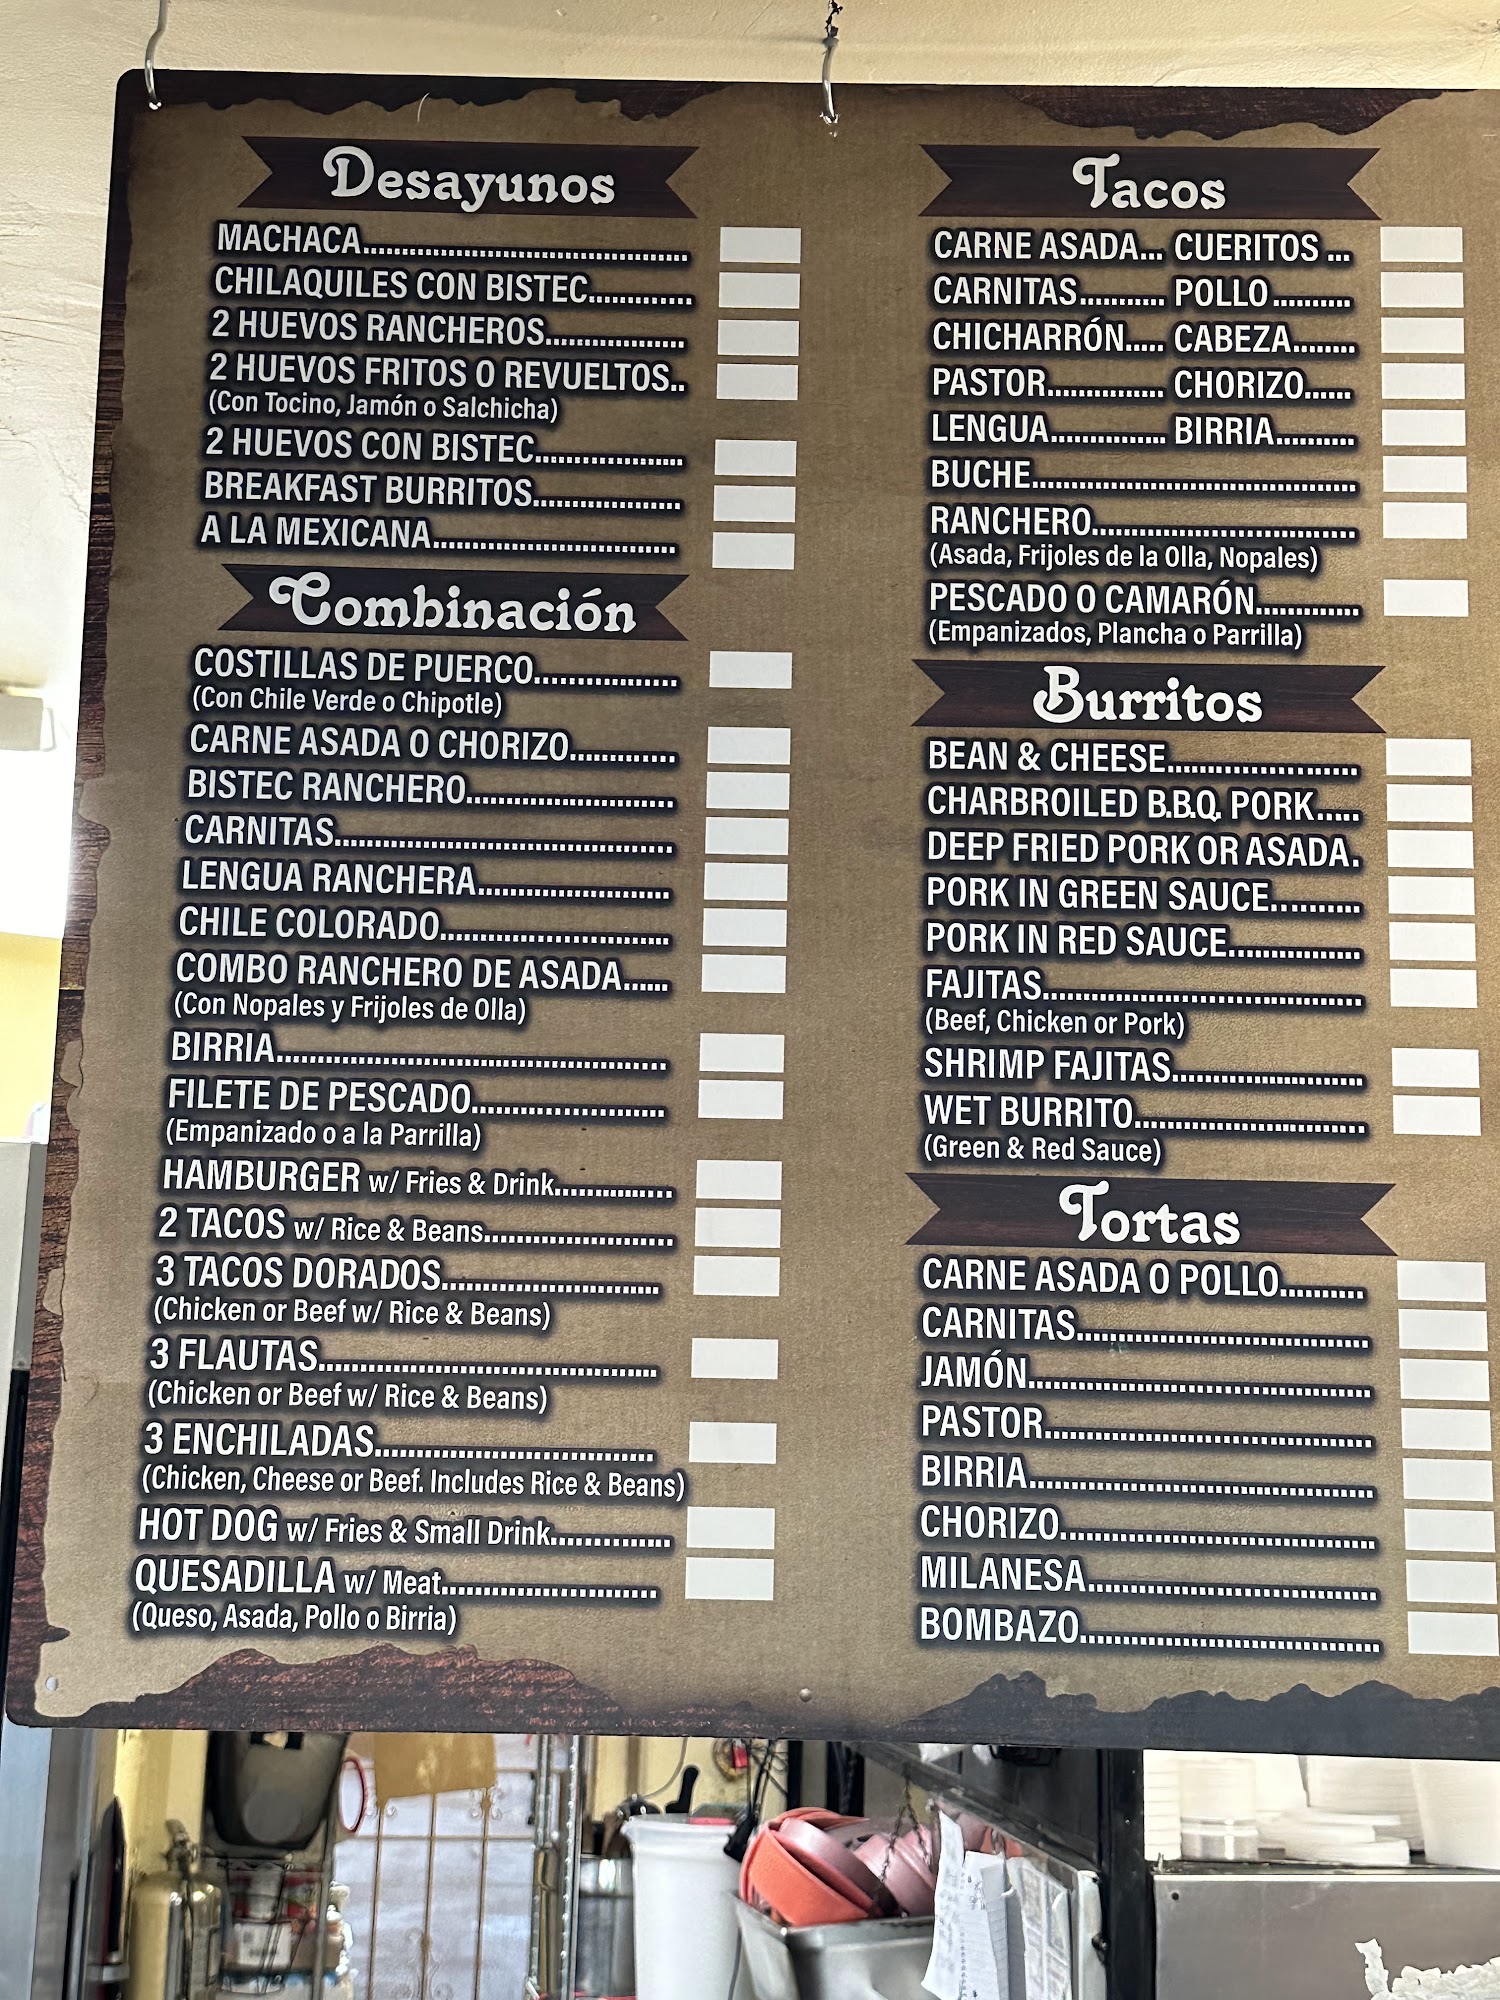 Desayunos
MACHACA
CHILAQUILES CON BISTEC
2 HUEVOS RANCHEROS
2 HUEVOS FRITOS O REVUELTOS
(Con Tocino, Jamón o Salchicha)
2 HUEVOS CON BISTEC
BREAKFAST BURRITOS
A LA MEXICANA
Combinación
COSTILLAS DE PUERCO
(Con Chile Verde o Chipotle)
CARNE ASADA O CHORIZO
BISTEC RANCHERO
CARNITAS
LENGUA RANCHERA
CHILE COLORADO
COMBO RANCHERO DE ASADA
(Con Nopales y Frijoles de Olla)
BIRRIA
FILETE DE PESCADO
(Empanizado o a la Parrilla)
HAMBURGER w/ Fries & Drink
2 TACOS w/ Rice & Beans
3 TACOS DORADOS
(Chicken or Beef w/ Rice & Beans)
3 FLAUTAS
(Chicken or Beef w/ Rice & Beans)
3 ENCHILADAS
(Chicken, Cheese or Beef. Includes Rice & Beans)
HOT DOG w/ Fries & Small Drink
QUESADILLA w/ Meat
(Queso, Asada, Pollo o Birria)
Tacos
CARNE ASADA... CUERITOS ...
CARNITAS........... POLLO ..........
CHICHARRÓN..... CABEZA........
PASTOR................ CHORIZO......
LENGUA................ BIRRIA..........
BUCHE
RANCHERO
(Asada, Frijoles de la Olla, Nopales)
PESCADO O CAMARÓN
(Empanizados, Plancha o Parrilla)
Burritos
BEAN & CHEESE
CHARBROILED B.B.Q. PORK
DEEP FRIED PORK OR ASADA
PORK IN GREEN SAUCE
PORK IN RED SAUCE
FAJITAS
(Beef, Chicken or Pork)
SHRIMP FAJITAS
WET BURRITO
(Green & Red Sauce)
Tortas
CARNE ASADA O POLLO
CARNITAS
JAMÓN
PASTOR
BIRRIA
CHORIZO
MILANESA
BOMBAZO